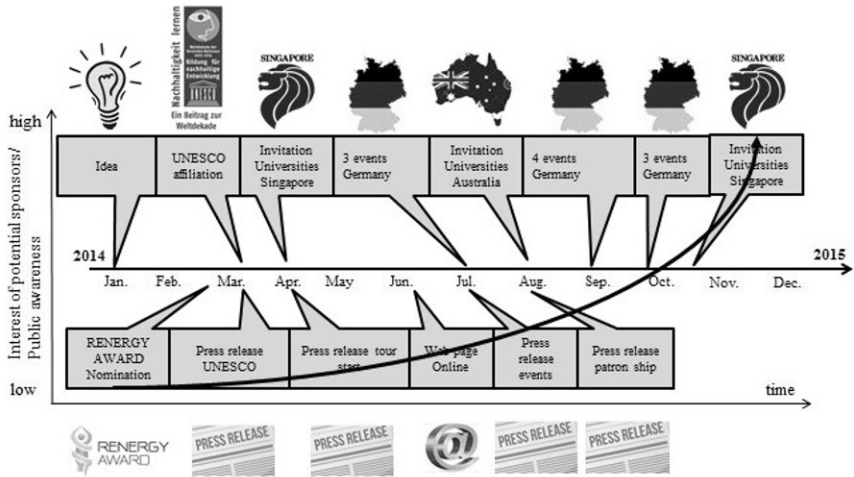 Nachhaltigkeit lernen
Weltdekade
Bildung für
nachhaltige
Entwicklung
UNESCO
Ein Beitrag zur
Weltdekade
SINGAPORE
SINGAPORE
high
Idea
UNESCO
affiliation
Invitation
Universities
Singapore
3 events
Germany
Invitation
Universities
Australia
4 events
Germany
3 events
Germany
Invitation
Universities
Singapore
Interest of potential sponsors/
Public awareness
2014
2015
Jan. Feb. Mar. Apr. May Jun. Jul. Aug. Sep. Oct. Nov. Dec.
RENERGY
AWARD
Nomination
Press release
UNESCO
Press release tour
start
Web page
Online
Press
release
events
Press release
patron ship
low
time
RENERGY
AWARD
PRESS RELEASE
PRESS RELEASE
@
PRESS RELEASE
PRESS RELEASE